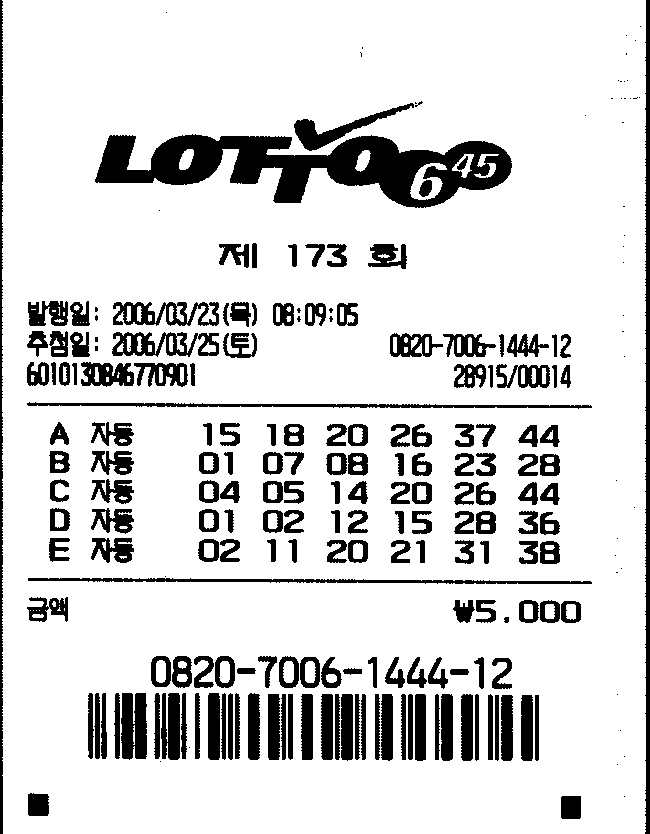 LOTTO 6 45
제 173 회
발행일: 2006/03/23(목) 08:09:05
추첨일: 2006/03/25(토) 0820-7006-1444-12
6010130846770901 28915/00014
A 자동 15 18 20 26 37 44
B 자동 01 07 08 16 23 28
C 자동 04 05 14 20 26 44
D 자동 01 02 12 15 28 36
E 자동 02 11 20 21 31 38
금액 ₩5.000
0820-7006-1444-12